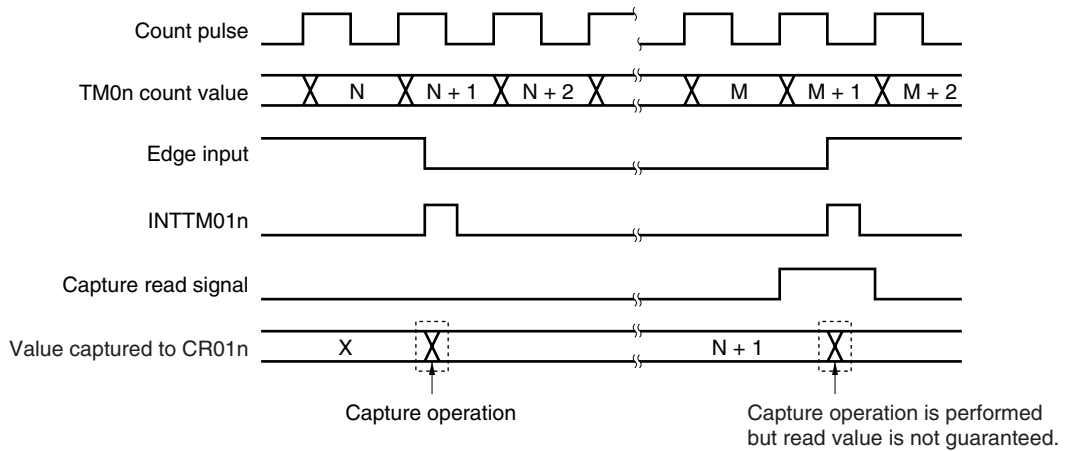 Count pulse
TM0n count value N N + 1 N + 2 M M + 1 M + 2
Edge input
INTTM01n
Capture read signal
Value captured to CR01n X N + 1
Capture operation
Capture operation is performed
but read value is not guaranteed.